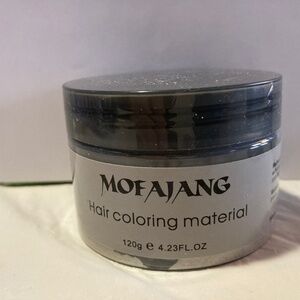 MOFAJANG
Hair coloring material
120g e 4.23FL.OZ